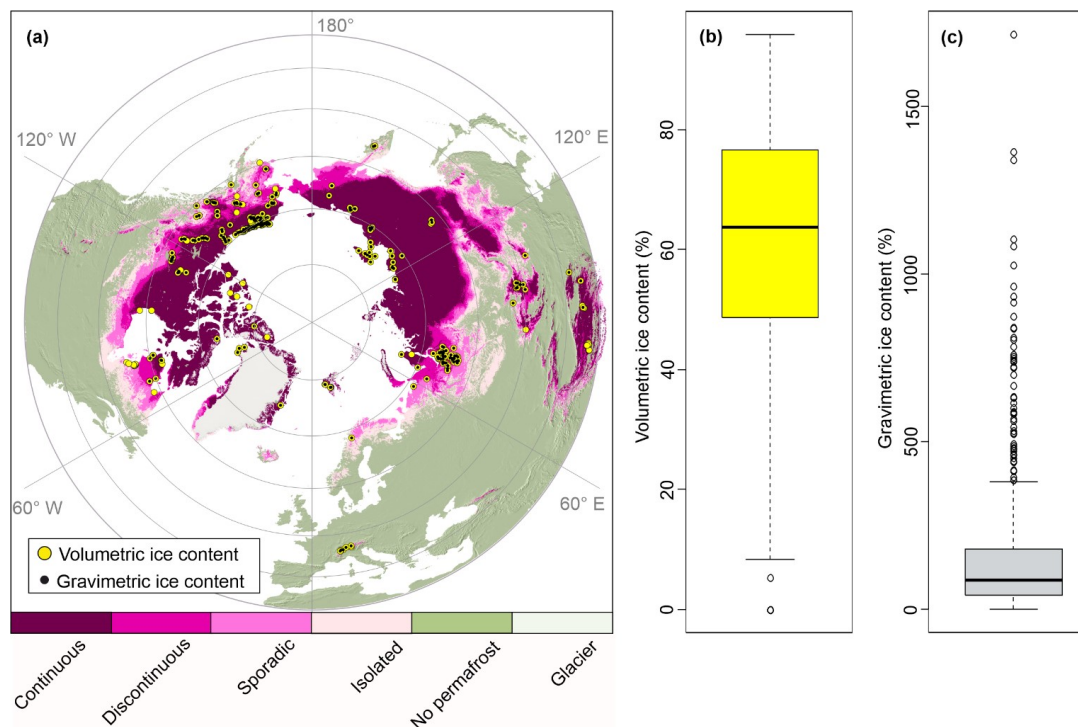 (a)
180°
120° W
120° E
60° W
60° E
Volumetric ice content
Gravimetric ice content
Continuous
Discontinuous
Sporadic
Isolated
No permafrost
Glacier
(b)
Volumetric ice content (%)
80
60
40
20
0
(c)
Gravimetric ice content (%)
1500
1000
500
0